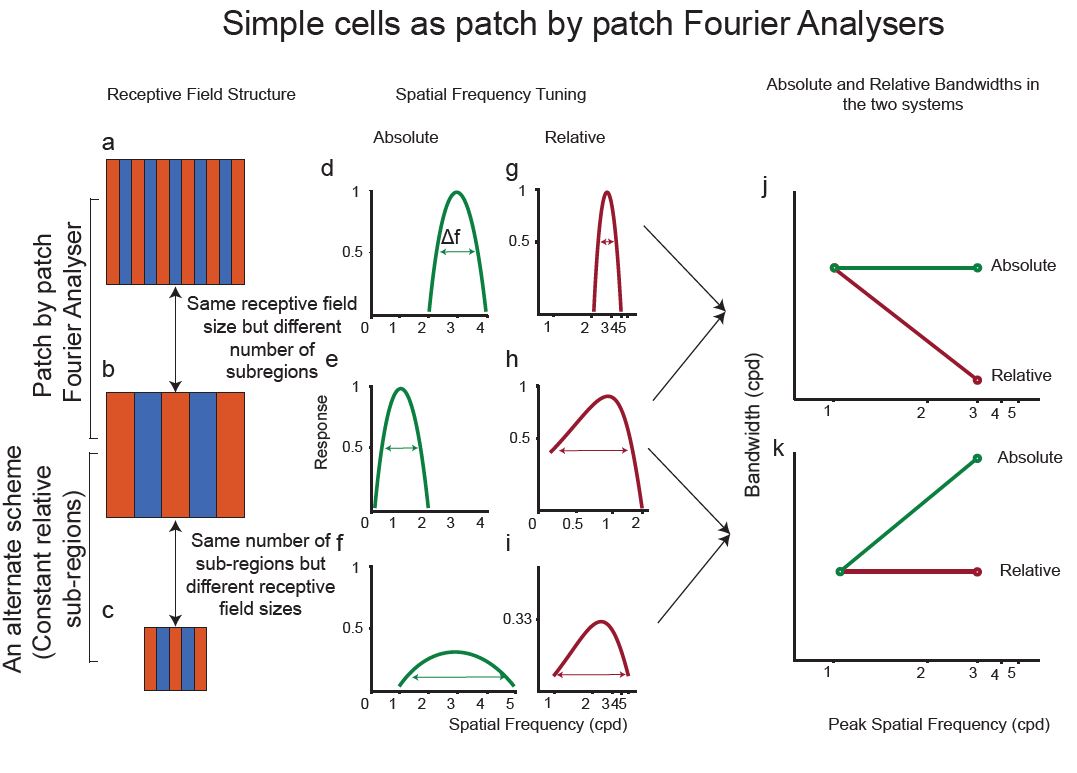 Simple cells as patch by patch Fourier Analysers
Receptive Field Structure
Spatial Frequency Tuning
Absolute and Relative Bandwidths in
the two systems
Absolute
Relative
a
Patch by patch
Fourier Analyser
Same receptive field
size but different
number of
subregions
b
An alternate scheme
(Constant relative
sub-regions)
Same number of
sub-regions but
different receptive
field sizes
c
d
1
0.5
Δf
0 1 2 3 4
g
1
0.5
1 2 3 4 5
e
Response
1
0.5
0 1 2 3 4
h
1
0.5
0 0.5 1 2
f
1
0.5
0 1 2 3 4 5
i
0.33
1 2 3 4 5
Spatial Frequency (cpd)
j
Absolute
Relative
1 2 3 4 5
Bandwidth (cpd)
k
Absolute
Relative
1 2 3 4 5
Peak Spatial Frequency (cpd)